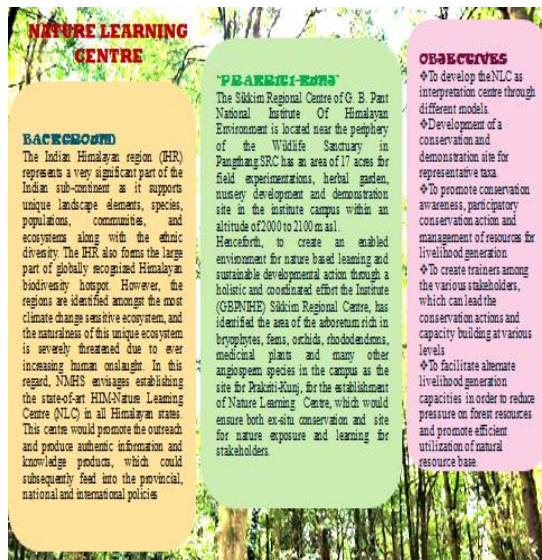 NATURE LEARNING
CENTRE
BACKGROUND
The Indian Himalayan region (IHR)
represents a very significant part of the
Indian sub-continent as it supports
unique landscape elements, species,
populations, communities, and
ecosystems along with the ethnic
diversity. The IHR also forms the large
part of globally recognized Himalayan
biodiversity hotspot. However, the
regions are identified amongst the most
climate change sensitive ecosystem, and
the naturalness of this unique ecosystem
is severely threatened due to ever
increasing human onslaught. In this
regard, NMHS envisages establishing
the state-of-art HIM-Nature Learning
Centre (NLC) in all Himalayan states.
This centre would promote the outreach
and produce authentic information and
knowledge products, which could
subsequently feed into the provincial,
national and international policies
"PRAKRITI-KUNJ"
The Sikkim Regional Centre of G. B. Pant
National Institute Of Himalayan
Environment is located near the periphery
of the Wildlife Sanctuary in
Pangthang SRC has an area of 17 acres for
field experimentations, herbal garden,
nursery development and demonstration
site in the institute campus within an
altitude of 2000 to 2100 m asl.
Henceforth, to create an enabled
environment for nature based learning and
sustainable developmental action through a
holistic and coordinated effort the Institute
(GBPNIHE) Sikkim Regional Centre, has
identified the area of the arboretum rich in
bryophytes, ferns, orchids, rhododendrons,
medicinal plants and many other
angiosperm species in the campus as the
site for Prakriti-Kunj, for the establishment
of Nature Learning Centre, which would
ensure both ex-situ conservation and site
for nature exposure and learning for
stakeholders.
OBJECTIVES
❖To develop the NLC as
interpretation centre through
different models.
❖Development of a
conservation and
demonstration site for
representative taxa.
❖To promote conservation
awareness, participatory
conservation action and
management of resources for
livelihood generation
❖To create trainers among
the various stakeholders,
which can lead the
conservation actions and
capacity building at various
levels
❖To facilitate alternate
livelihood generation
capacities in order to reduce
pressure on forest resources
and promote efficient
utilization of natural
resource base.